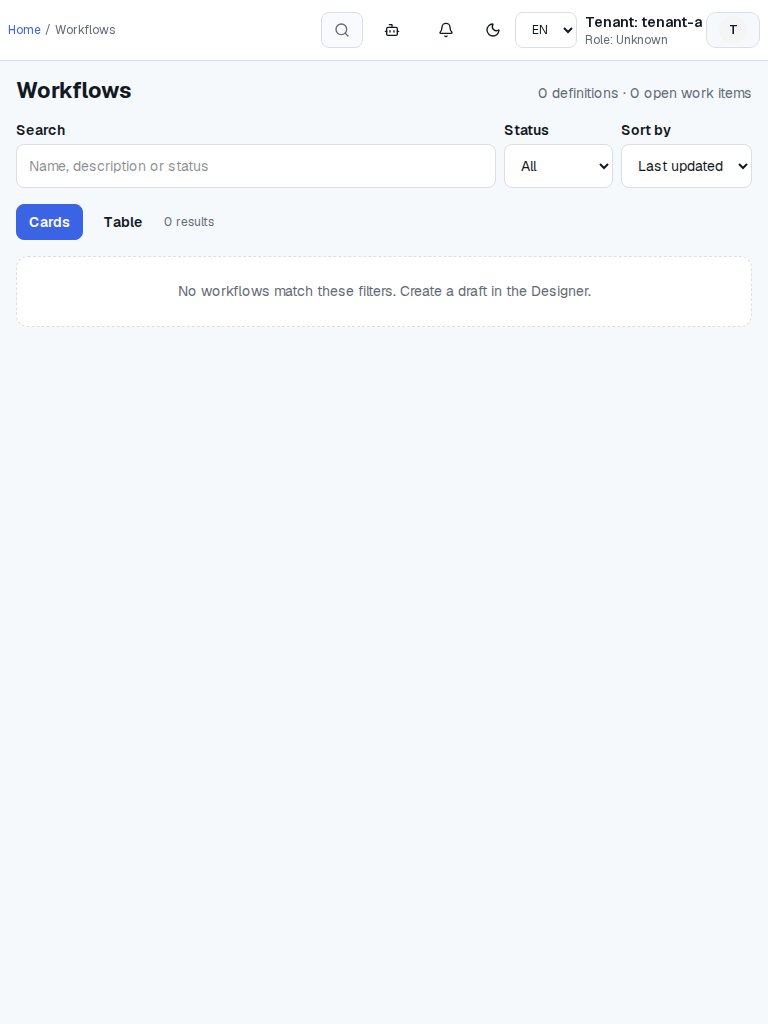 Home / Workflows
EN
Tenant: tenant-a
Role: Unknown
T
Workflows
0 definitions · 0 open work items
Search
Status
Sort by
Name, description or status
All
Last updated
Cards
Table
0 results
No workflows match these filters. Create a draft in the Designer.